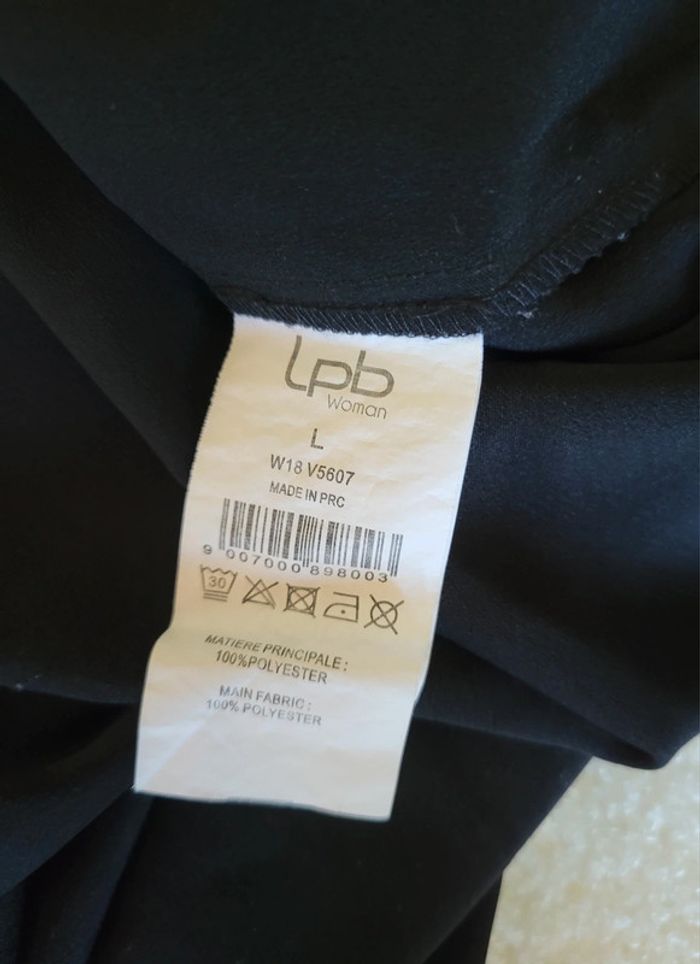 Lpb
Woman
L
W18 V5607
MADE IN PRC
9 007000 898003
30
MATIERE PRINCIPALE :
100%POLYESTER
MAIN FABRIC :
100% POLYESTER